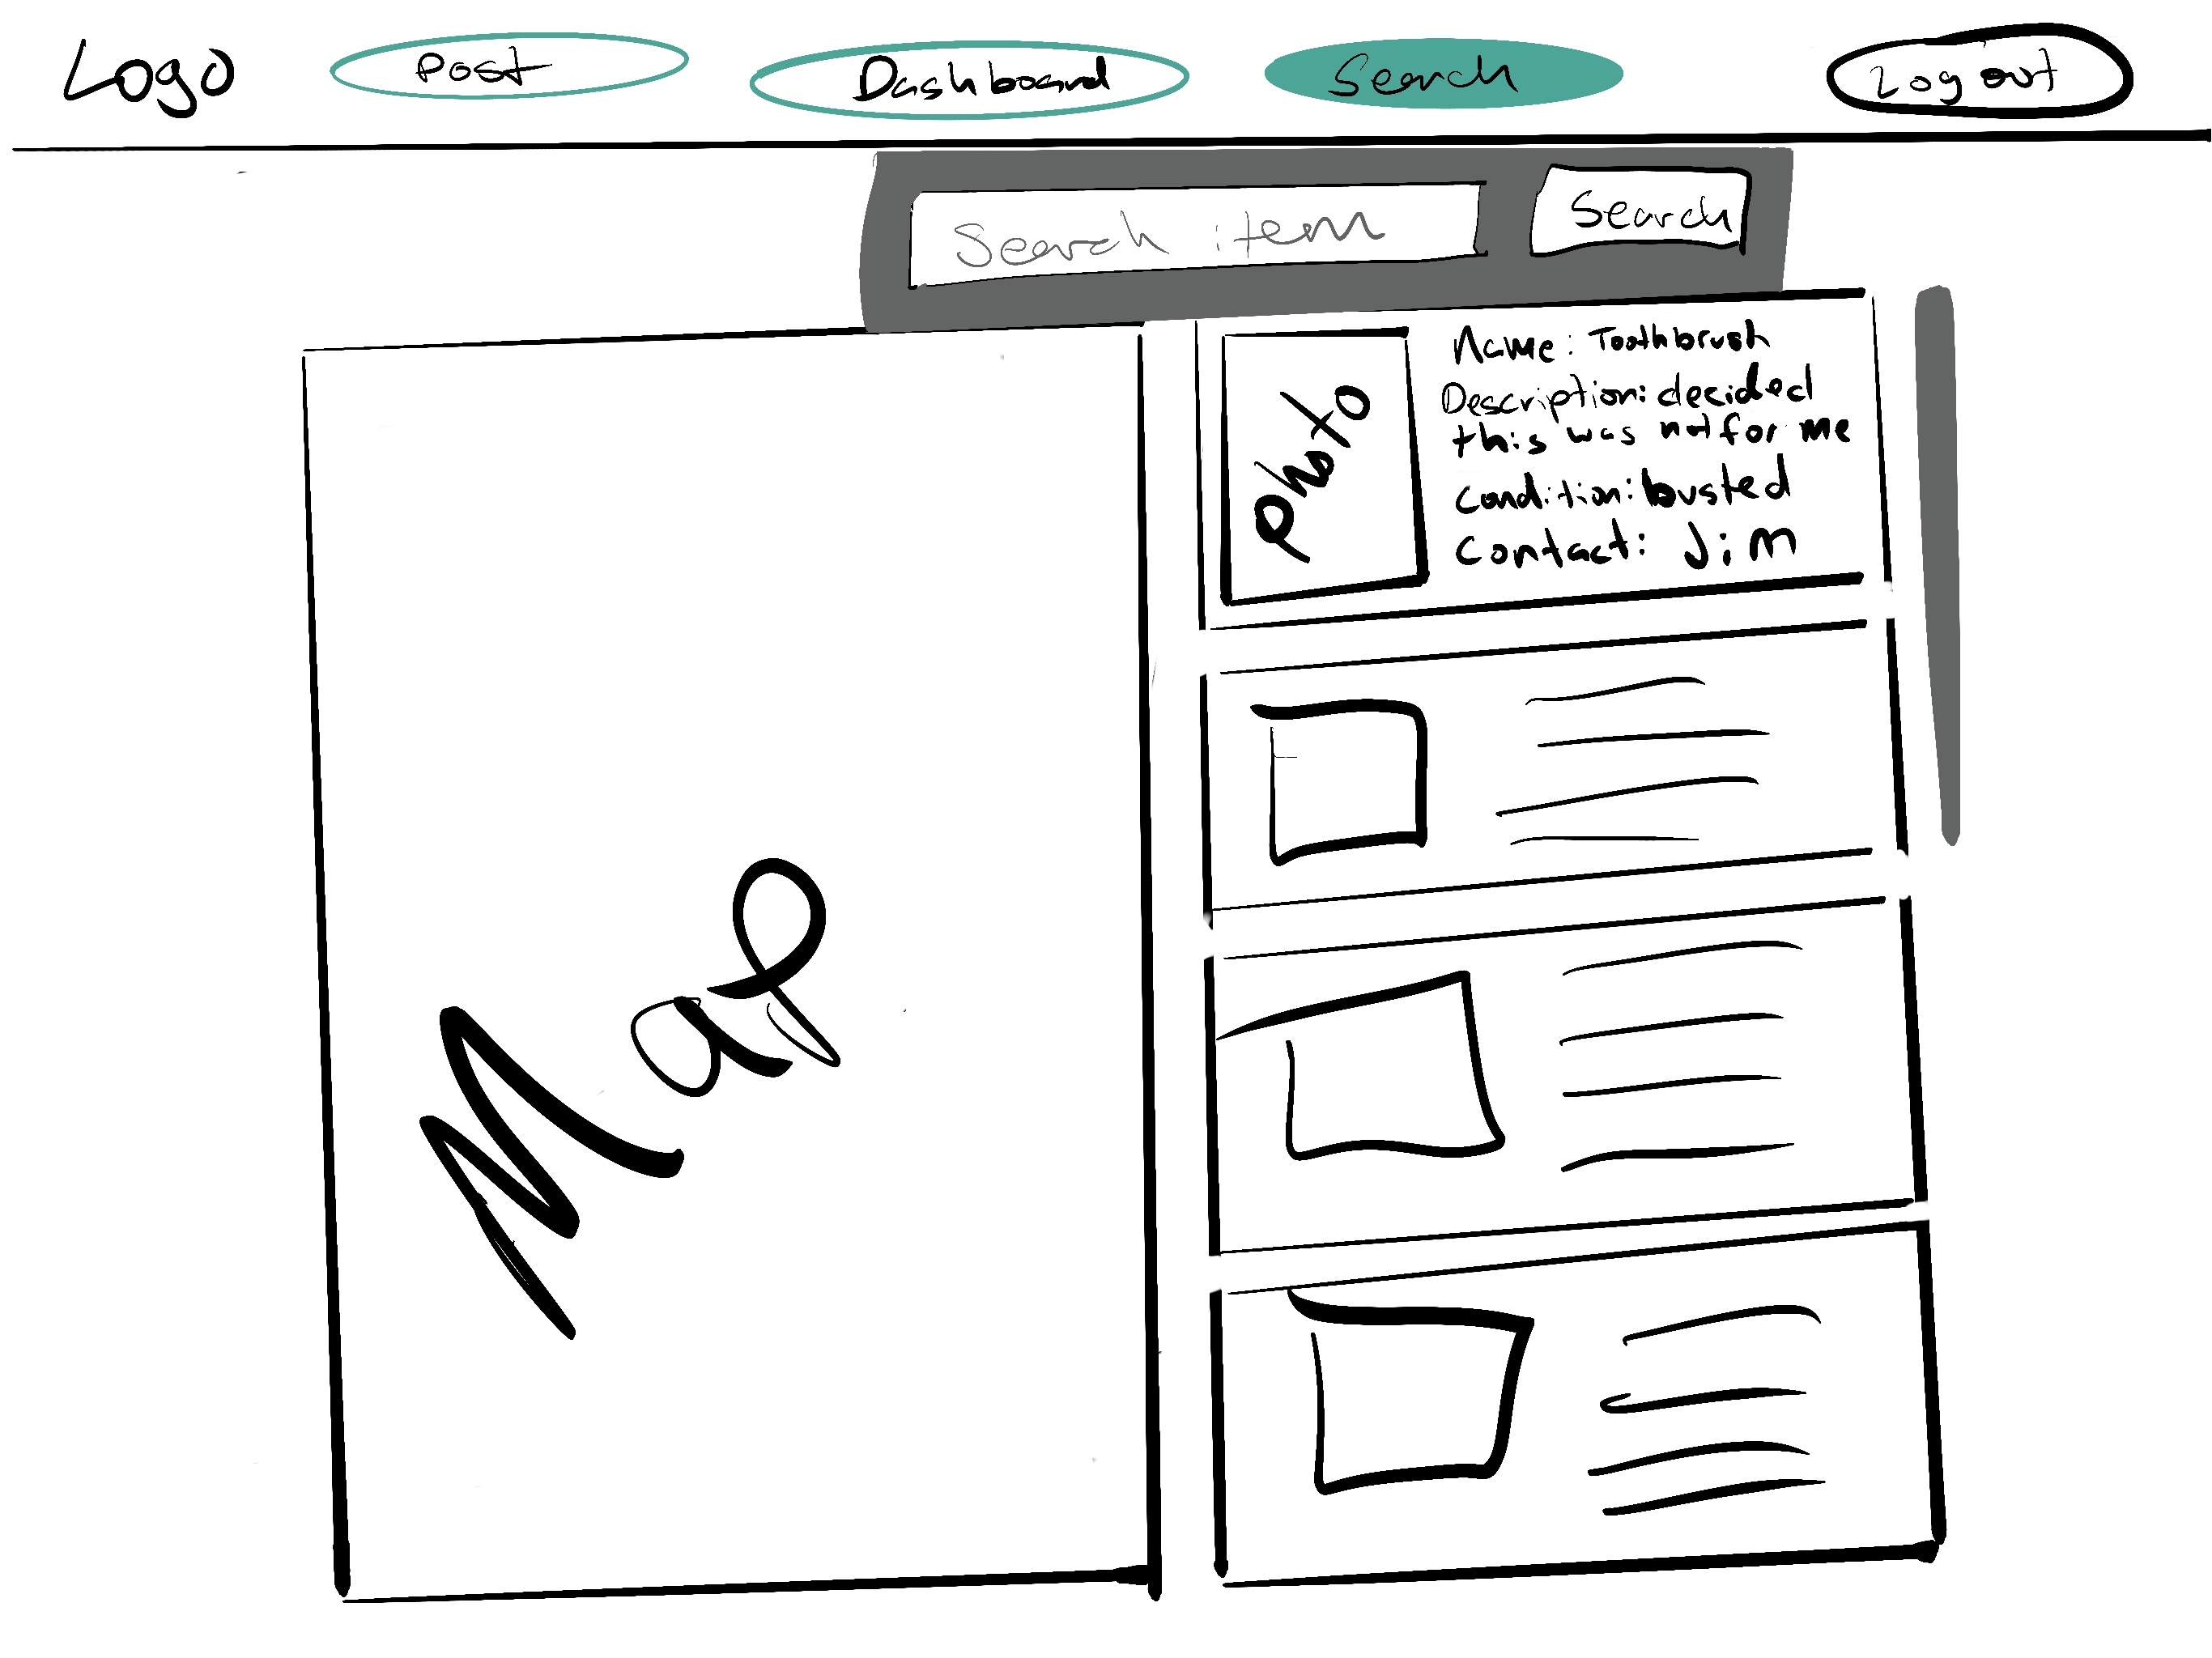 Logo
Post
Dashboard
Search
Log out
Search item
Search
Photo
Name: Toothbrush
Description: decided
this was not for me
Condition: busted
Contact: Jim
Map